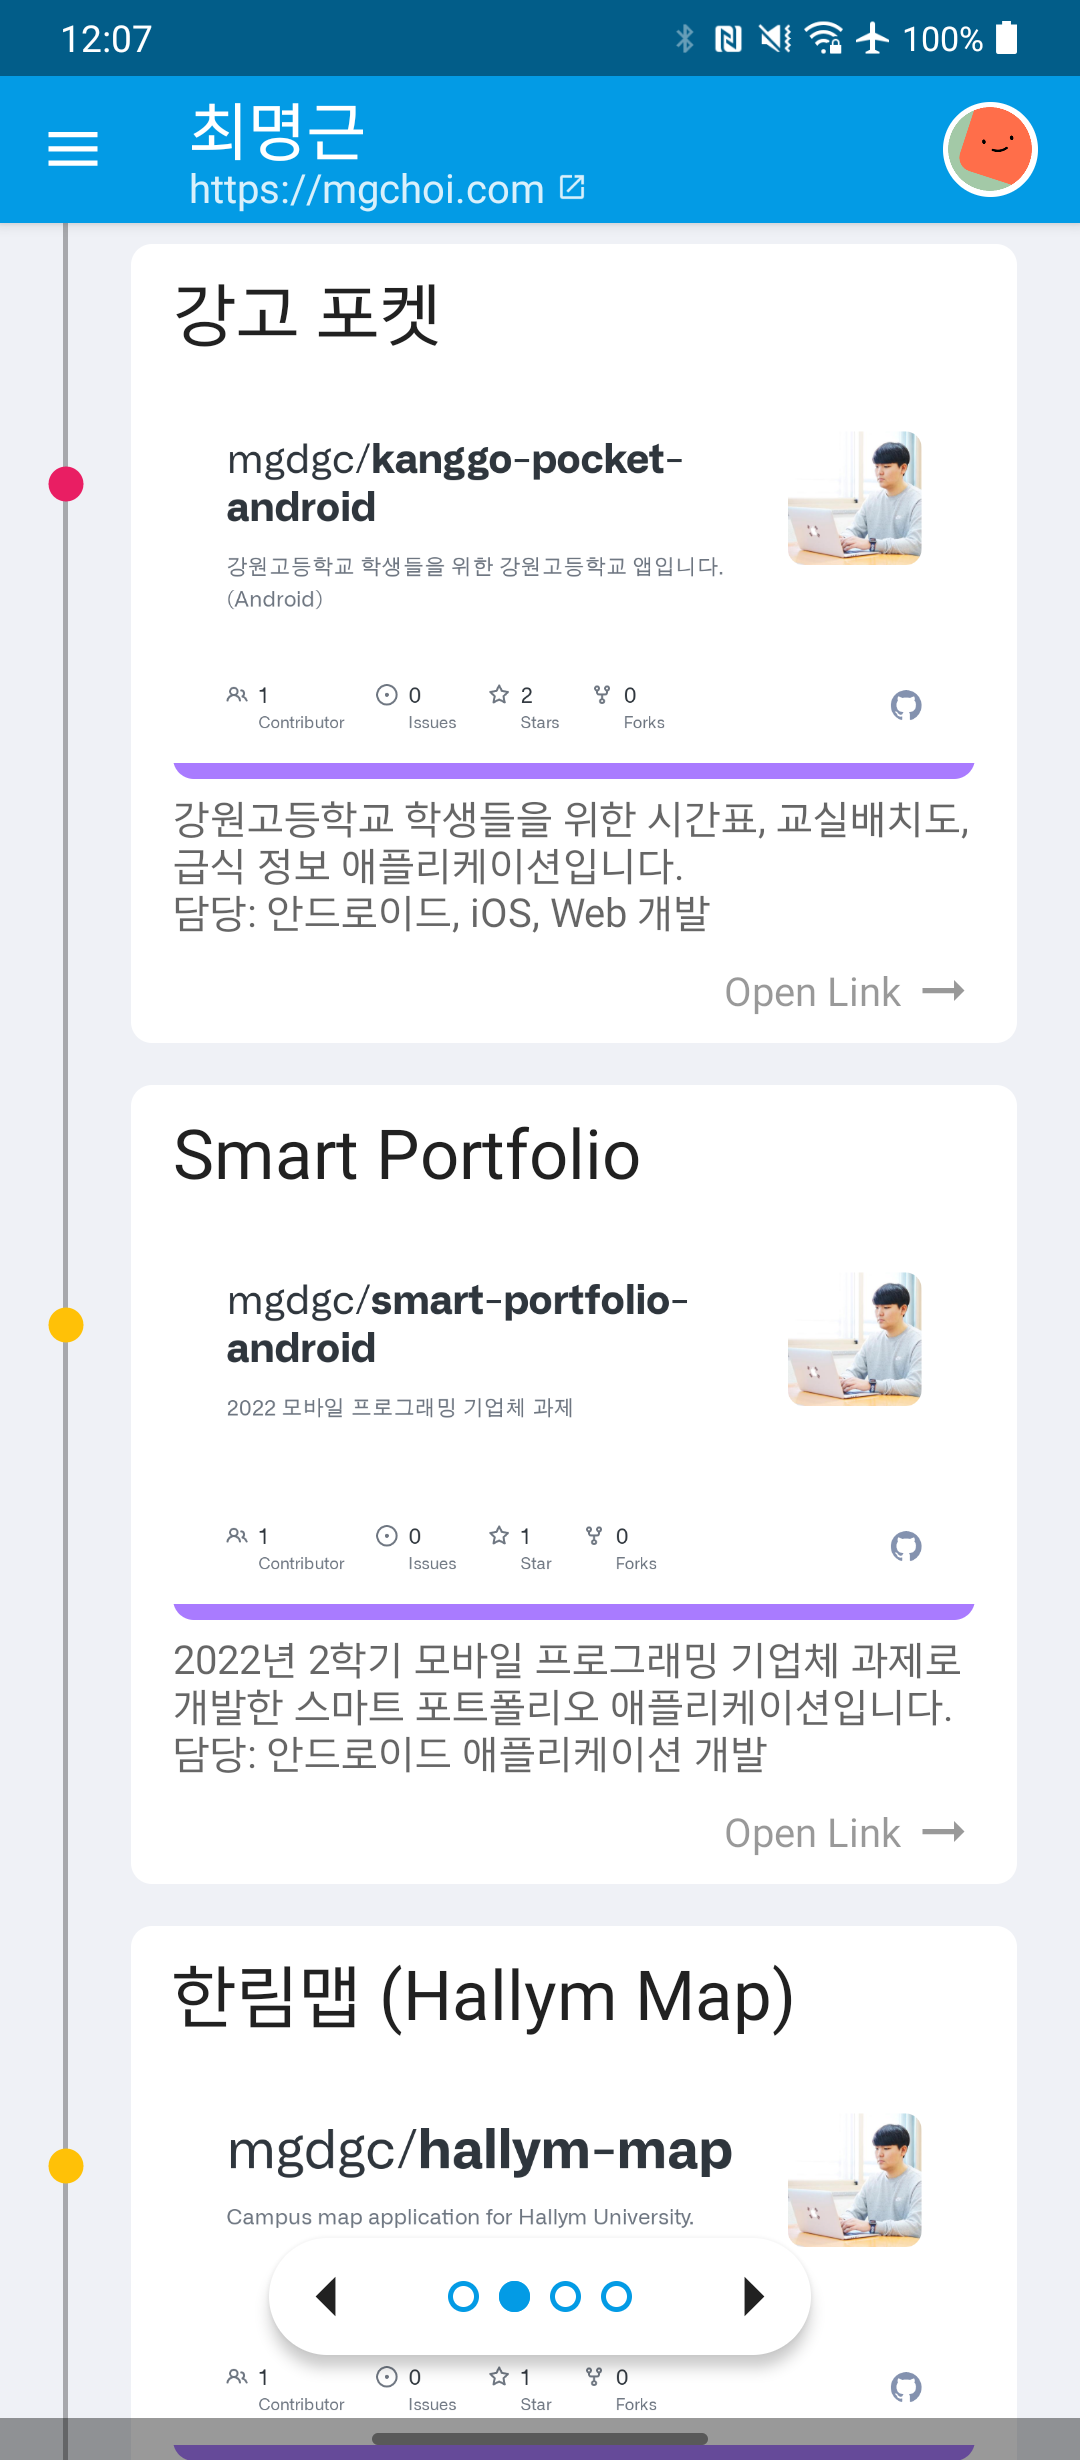 12:07
100%
최명근
https://mgchoi.com
강고 포켓
mgdgc/kanggo-pocket-
android
강원고등학교 학생들을 위한 강원고등학교 앱입니다.
(Android)
1 0 2 0
Contributor Issues Stars Forks
강원고등학교 학생들을 위한 시간표, 교실배치도,
급식 정보 애플리케이션입니다.
담당: 안드로이드, iOS, Web 개발
Open Link
Smart Portfolio
mgdgc/smart-portfolio-
android
2022 모바일 프로그래밍 기업체 과제
1 0 1 0
Contributor Issues Star Forks
2022년 2학기 모바일 프로그래밍 기업체 과제로
개발한 스마트 포트폴리오 애플리케이션입니다.
담당: 안드로이드 애플리케이션 개발
Open Link
한림맵 (Hallym Map)
mgdgc/hallym-map
Campus map application for Hallym University.
1 0 1 0
Contributor Issues Star Forks